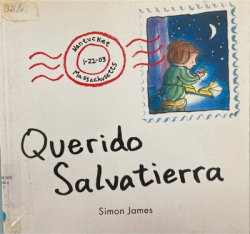 Nantucket
1-22-03
Massachusetts
Querido
Salvatierra
Simon James